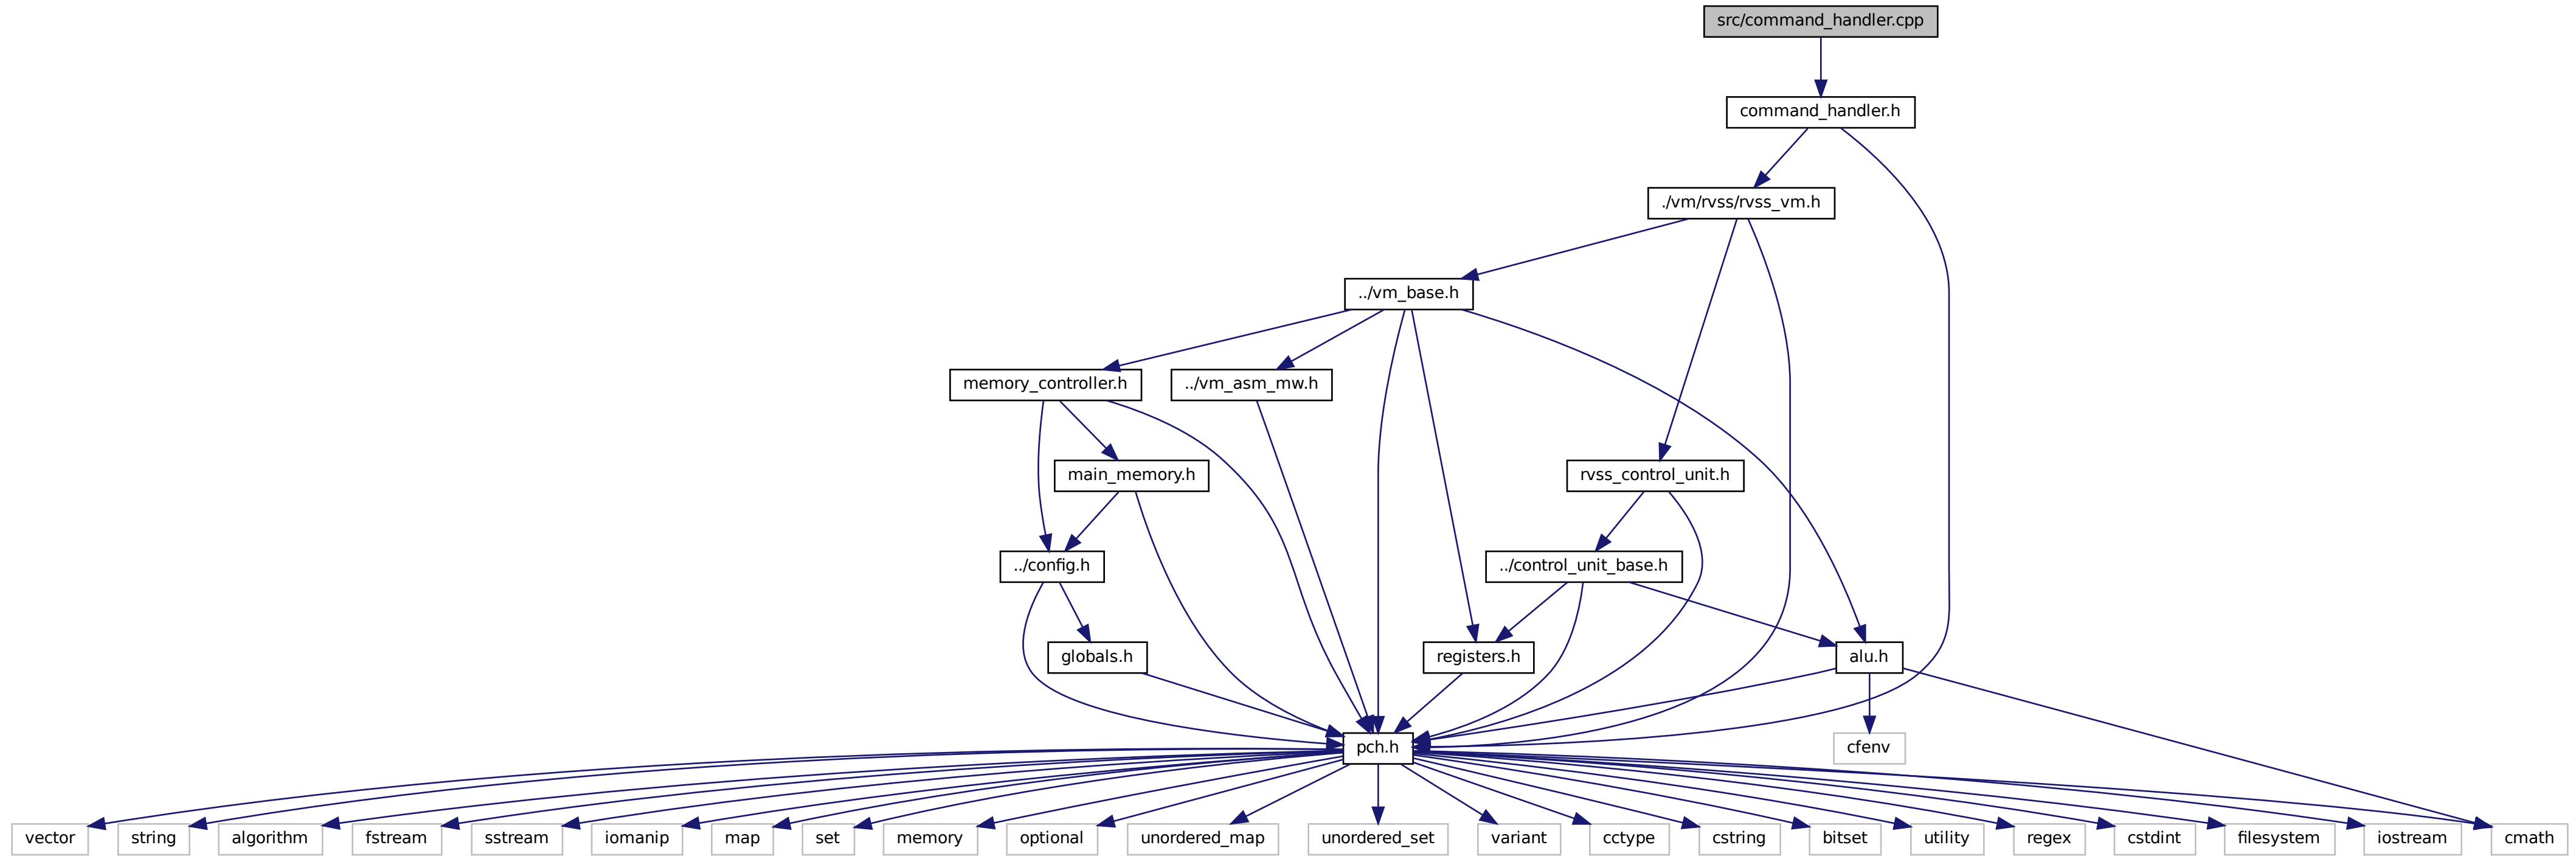 src/command_handler.cpp
command_handler.h
./vm/rvss/rvss_vm.h
../vm_base.h
memory_controller.h
../vm_asm_mw.h
main_memory.h
rvss_control_unit.h
../config.h
../control_unit_base.h
globals.h
registers.h
alu.h
pch.h
cfenv
vector
string
algorithm
fstream
sstream
iomanip
map
set
memory
optional
unordered_map
unordered_set
variant
cctype
cstring
bitset
utility
regex
cstdint
filesystem
iostream
cmath